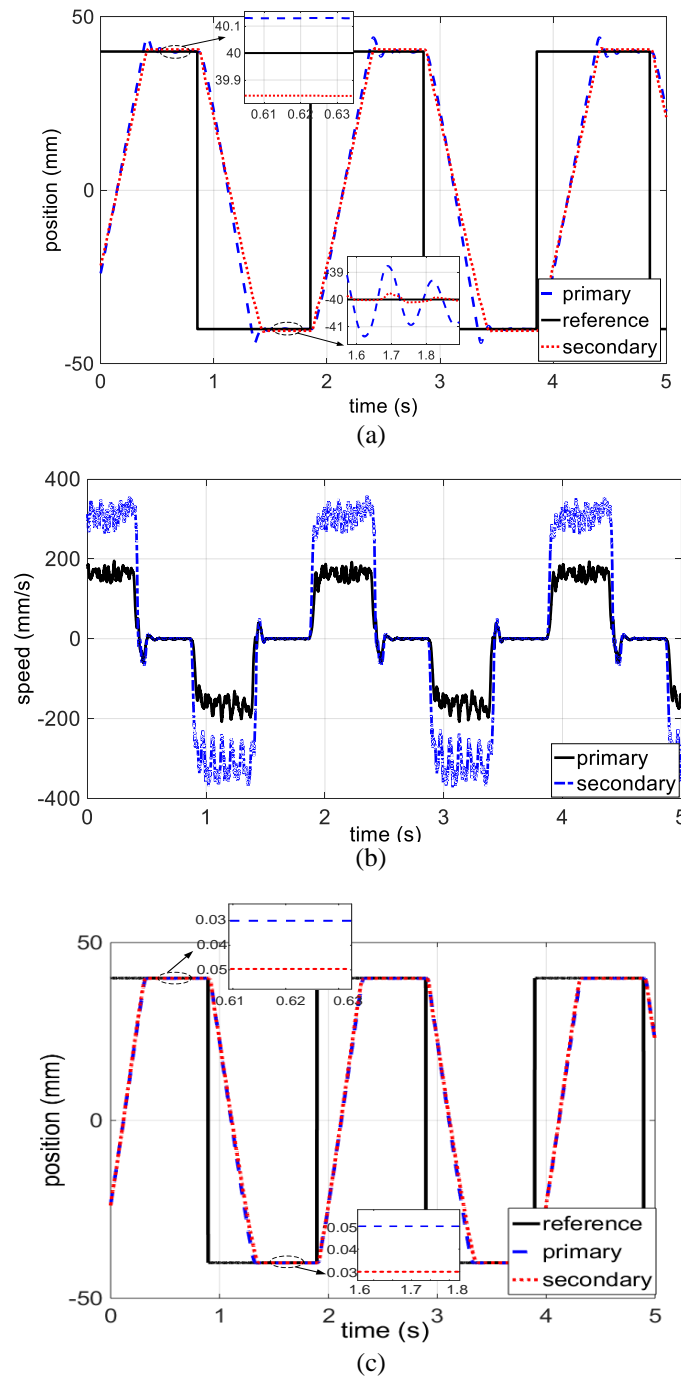 50
0
-50
position (mm)
40.1
40
39.9
0.61 0.62 0.63
-39
-40
-41
1.6 1.7 1.8
primary
reference
secondary
0 1 2 3 4 5
time (s)
(a)
400
200
0
-200
-400
speed (mm/s)
primary
secondary
0 1 2 3 4 5
time (s)
(b)
0.03
0.04
0.05
0.61 0.62 0.63
50
0
-50
position (mm)
0.05
0.04
0.03
1.6 1.7 1.8
reference
primary
secondary
0 1 2 3 4 5
time (s)
(c)